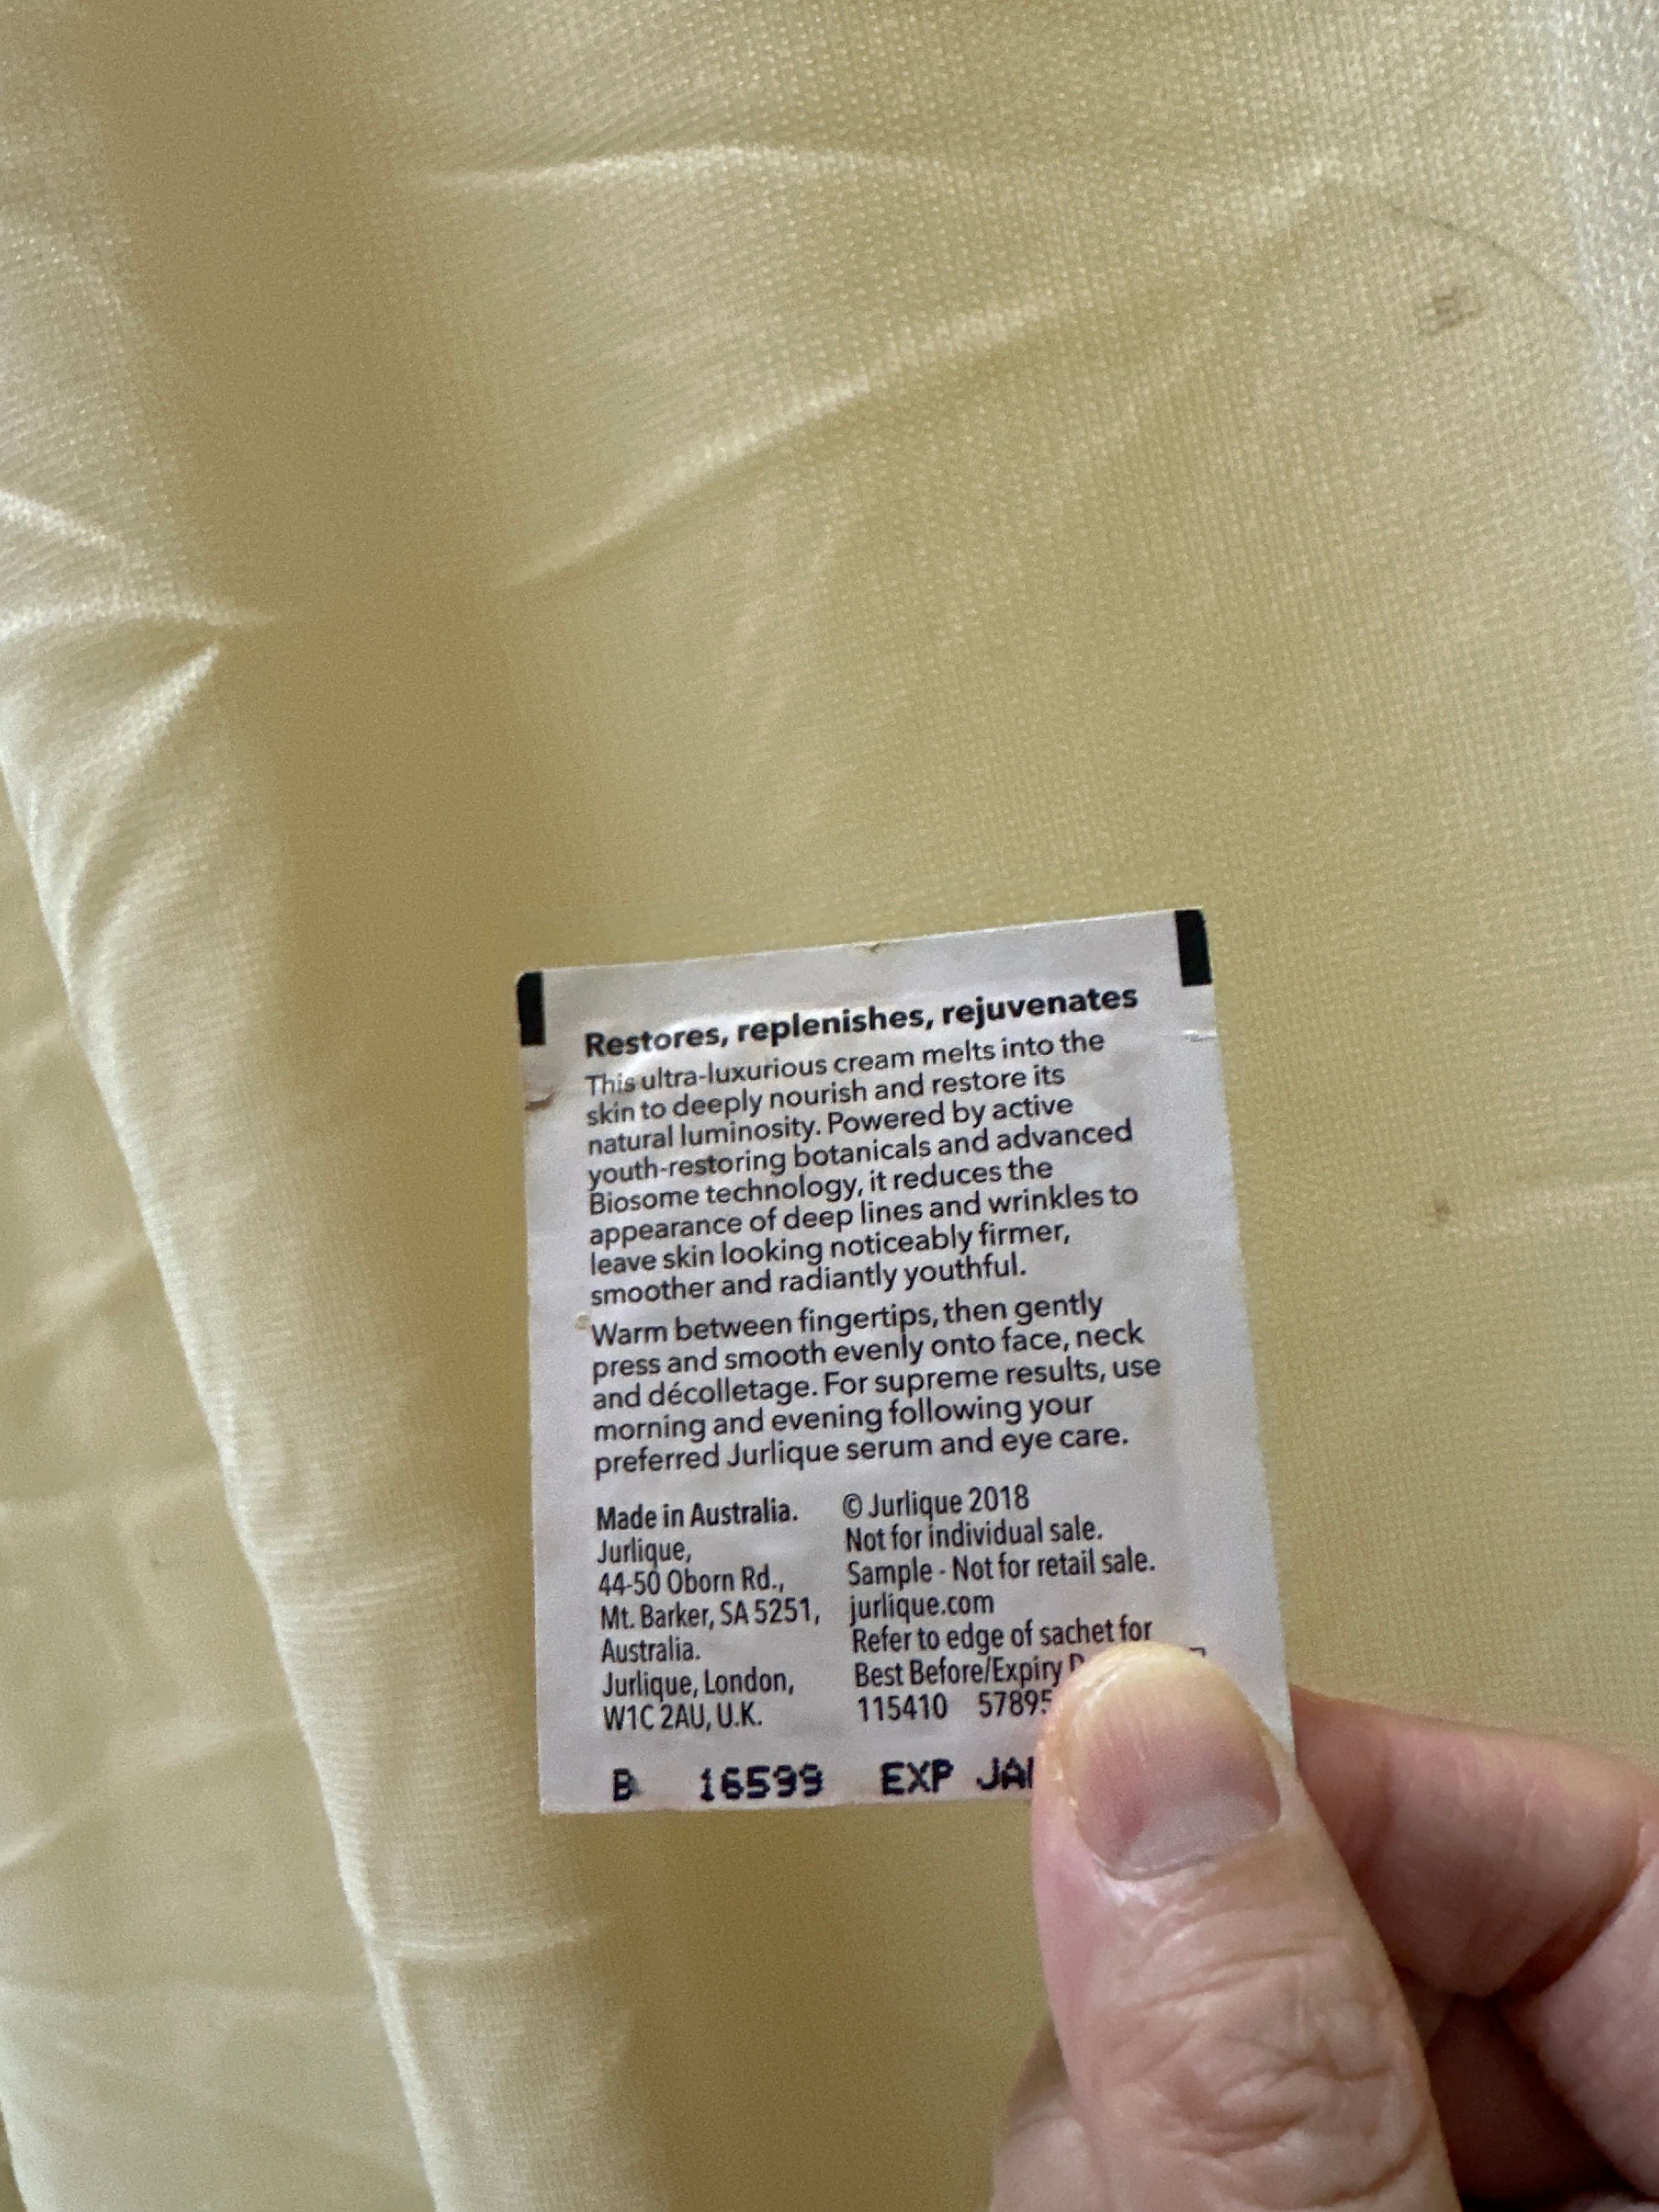 Restores, replenishes, rejuvenates
This ultra-luxurious cream melts into the
skin to deeply nourish and restore its
natural luminosity. Powered by active
youth-restoring botanicals and advanced
Biosome technology, it reduces the
appearance of deep lines and wrinkles to
leave skin looking noticeably firmer,
smoother and radiantly youthful.
Warm between fingertips, then gently
press and smooth evenly onto face, neck
and décolletage. For supreme results, use
morning and evening following your
preferred Jurlique serum and eye care.
Made in Australia.
Jurlique,
44-50 Oborn Rd.,
Mt. Barker, SA 5251,
Australia.
Jurlique, London,
W1C 2AU, U.K.
© Jurlique 2018
Not for individual sale.
Sample - Not for retail sale.
jurlique.com
Refer to edge of sachet for
Best Before/Expiry
115410
B 16599 EXP